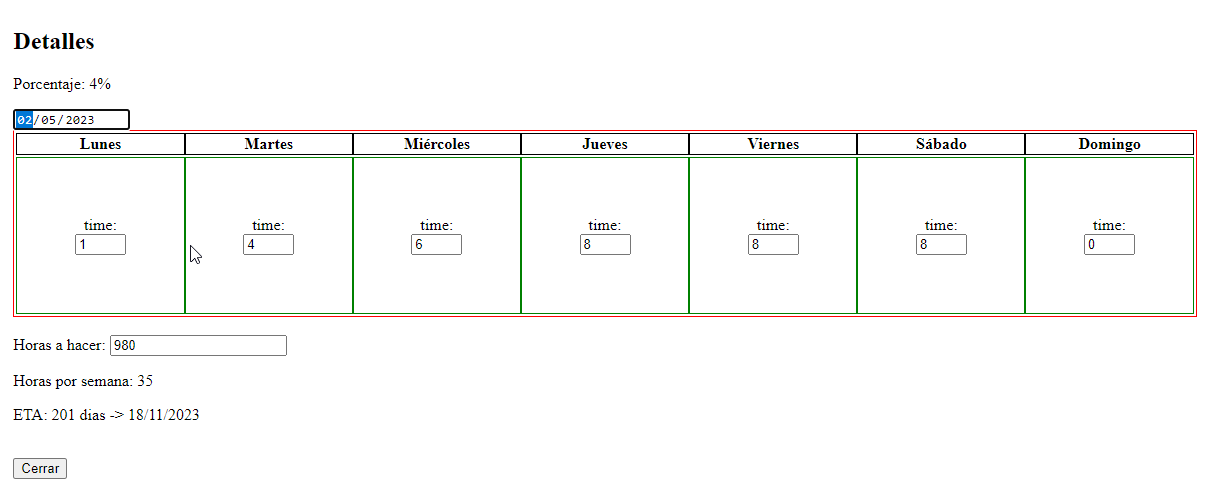 Detalles
Porcentaje: 4%
02/05/2023
Lunes Martes Miércoles Jueves Viernes Sábado Domingo
time: time: time: time: time: time: time:
1 4 6 8 8 8 0
Horas a hacer: 980
Horas por semana: 35
ETA: 201 dias -> 18/11/2023
Cerrar